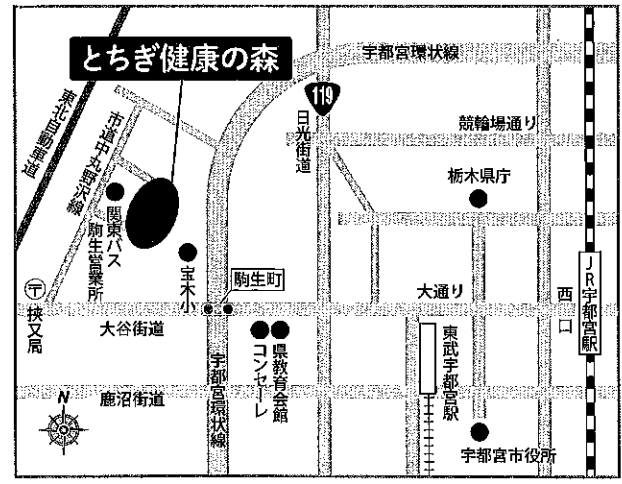 とちぎ健康の森
宇都宮環状線
119
日光街道
競輪場通り
東北自動車道
市道中丸野沢線
栃木県庁
関東バス
駒生営業所
宝木小
駒生町
大通り
西口
JR宇都宮駅
〒挾又局
大谷街道
宇都宮環状線
県教育会館
コンセーレ
東武宇都宮駅
鹿沼街道
N
宇都宮市役所